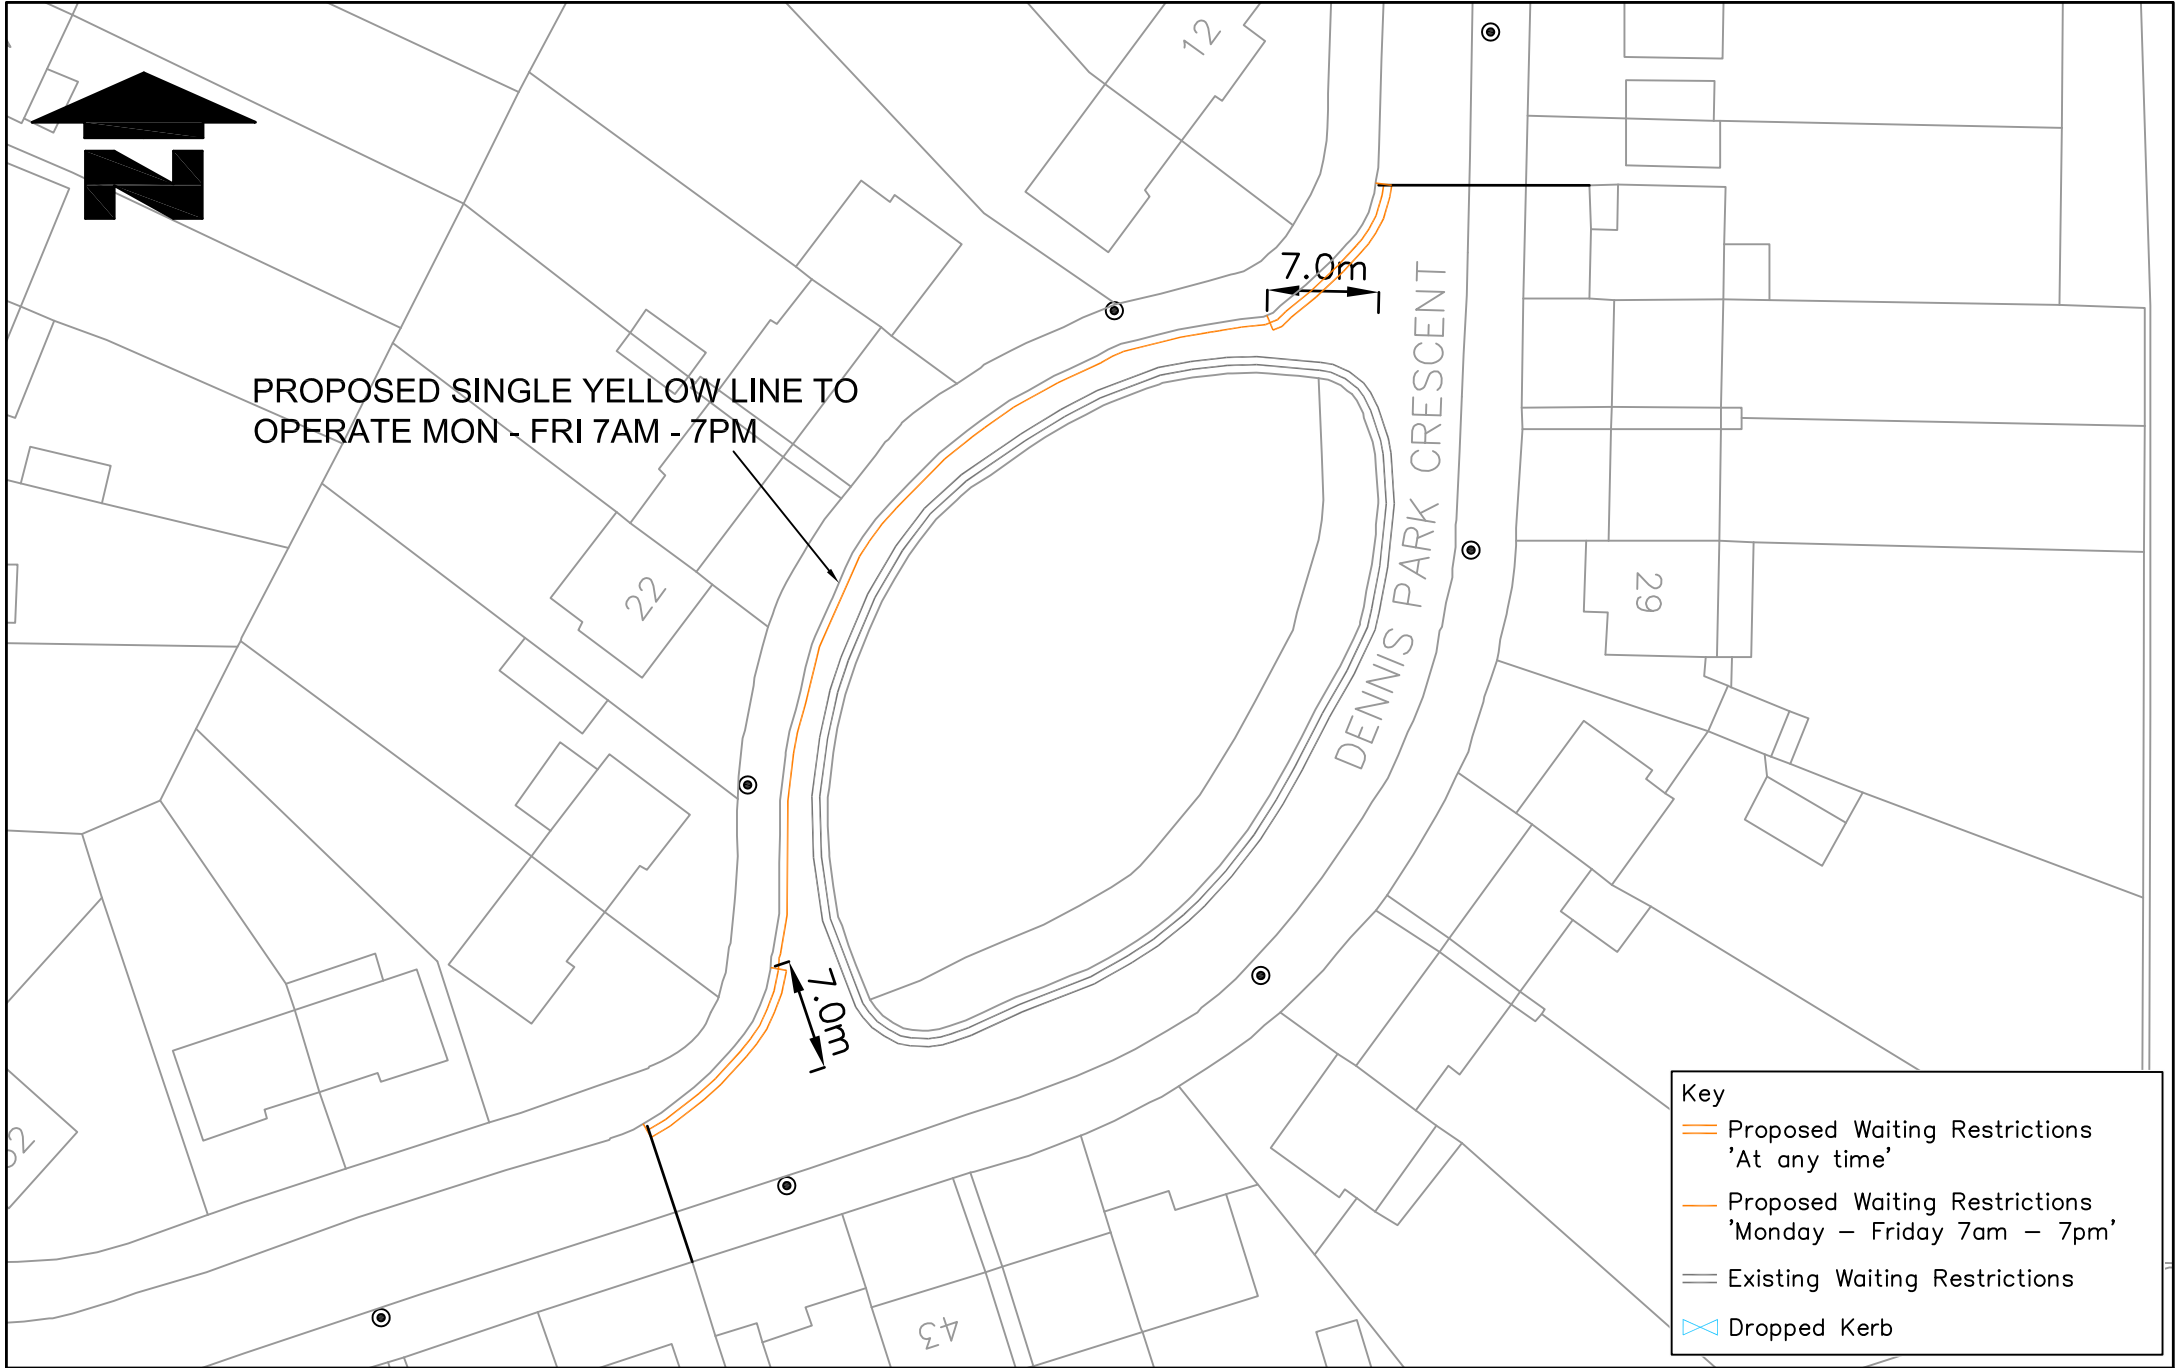 12
N
7.0m
PROPOSED SINGLE YELLOW LINE TO
OPERATE MON - FRI 7AM - 7PM
DENNIS PARK CRESCENT
22
29
7.0m
Key
Proposed Waiting Restrictions
'At any time'
Proposed Waiting Restrictions
'Monday – Friday 7am – 7pm'
Existing Waiting Restrictions
Dropped Kerb
43